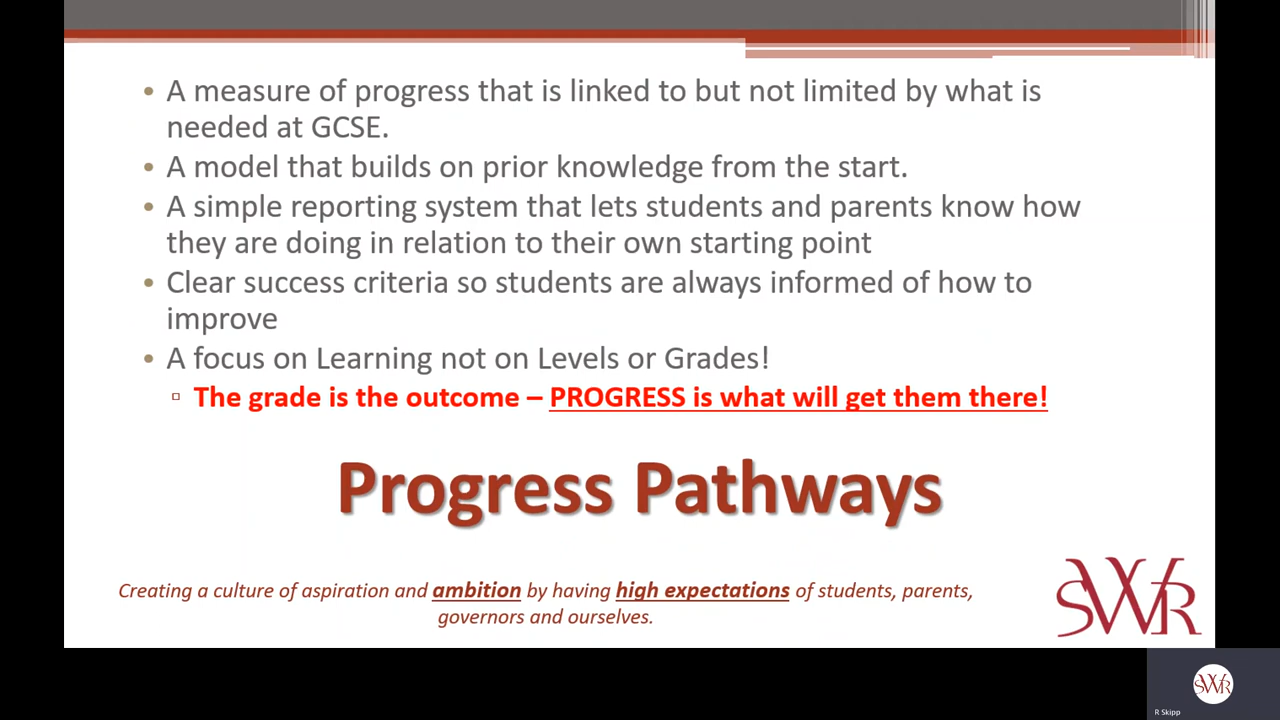 • A measure of progress that is linked to but not limited by what is
needed at GCSE.
• A model that builds on prior knowledge from the start.
• A simple reporting system that lets students and parents know how
they are doing in relation to their own starting point
• Clear success criteria so students are always informed of how to
improve
• A focus on Learning not on Levels or Grades!
▫ The grade is the outcome – PROGRESS is what will get them there!
Progress Pathways
Creating a culture of aspiration and ambition by having high expectations of students, parents,
governors and ourselves.
SWR
SWR
R Skipp